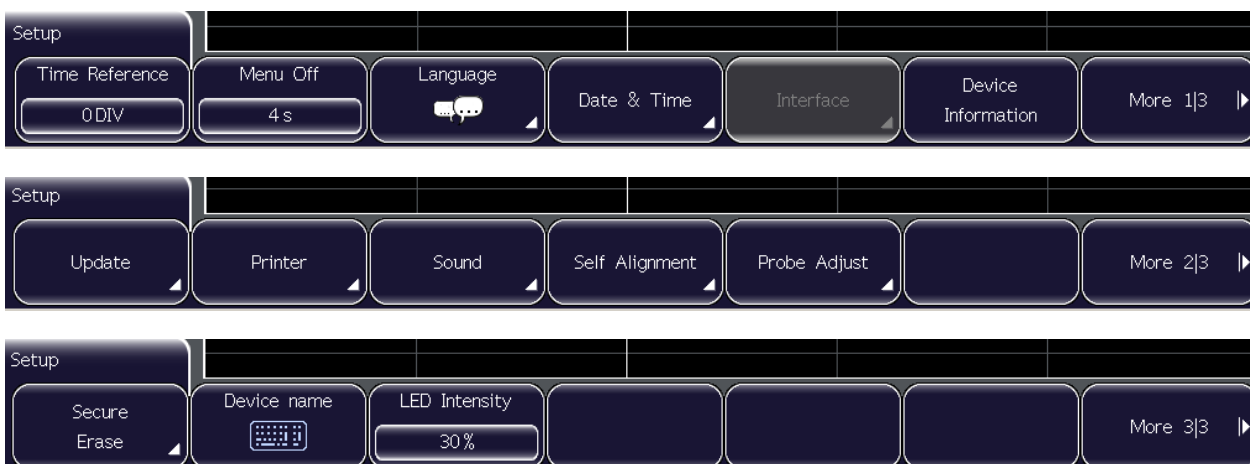 Setup
Time Reference
0 DIV
Menu Off
4 s
Language
Date & Time
Interface
Device
Information
More 1|3
Setup
Update
Printer
Sound
Self Alignment
Probe Adjust
More 2|3
Setup
Secure
Erase
Device name
LED Intensity
30 %
More 3|3